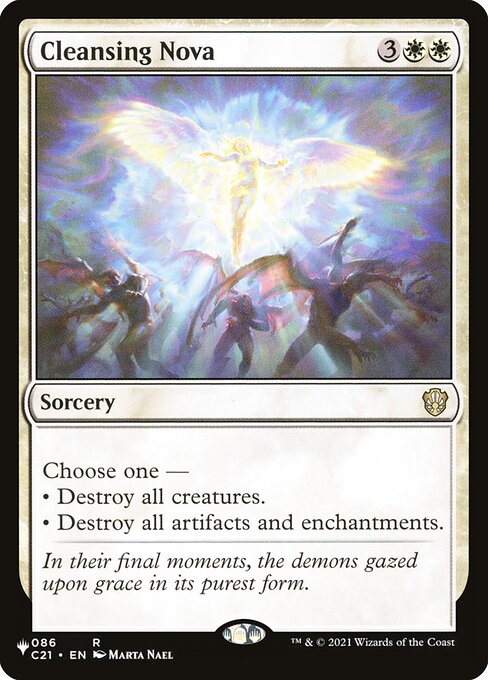 Cleansing Nova 3
Sorcery
Choose one —
• Destroy all creatures.
• Destroy all artifacts and enchantments.
In their final moments, the demons gazed
upon grace in its purest form.
086 R
C21 • EN Marta Nael
™ & © 2021 Wizards of the Coast